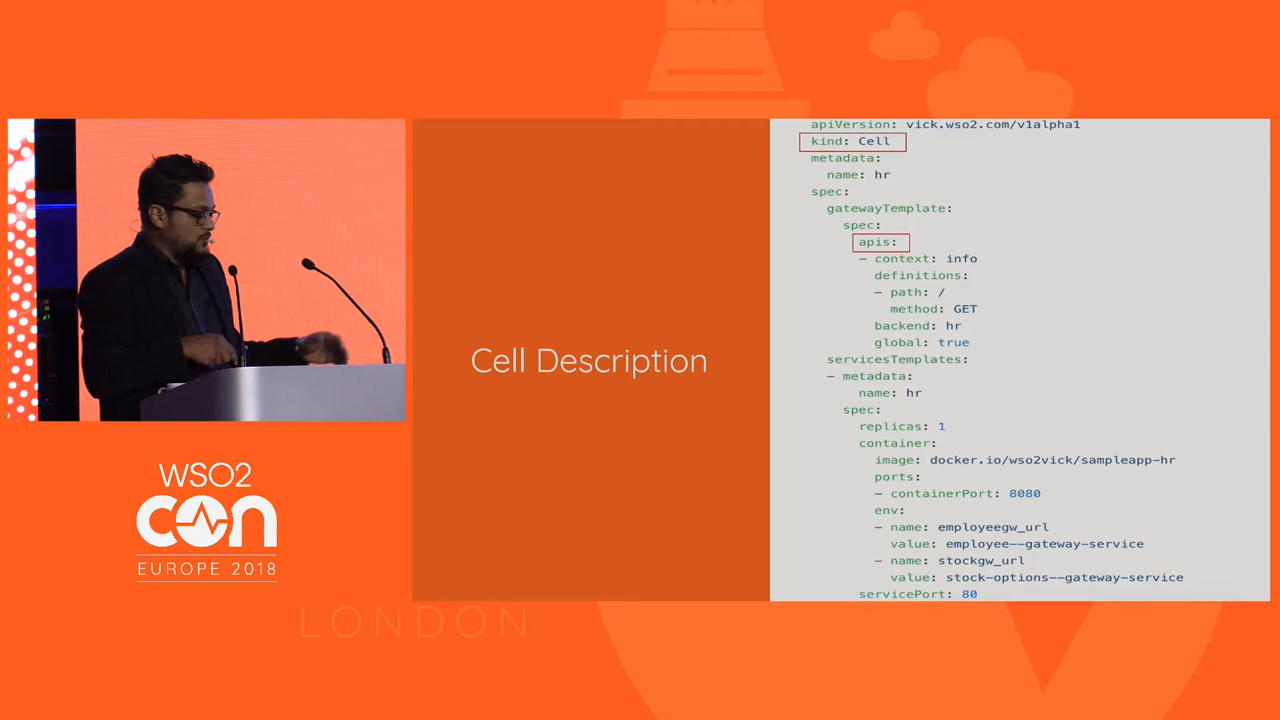 WSO2
con
EUROPE 2018
LONDON
Cell Description
apiVersion: vick.wso2.com/v1alpha1
kind: Cell
metadata:
  name: hr
spec:
  gatewayTemplate:
    spec:
      apis:
      - context: info
        definitions:
        - path: /
          method: GET
        backend: hr
        global: true
  servicesTemplates:
  - metadata:
      name: hr
    spec:
      replicas: 1
      container:
        image: docker.io/wso2vick/sampleapp-hr
        ports:
        - containerPort: 8080
        env:
        - name: employeegw_url
          value: employee--gateway-service
        - name: stockgw_url
          value: stock-options--gateway-service
      servicePort: 80